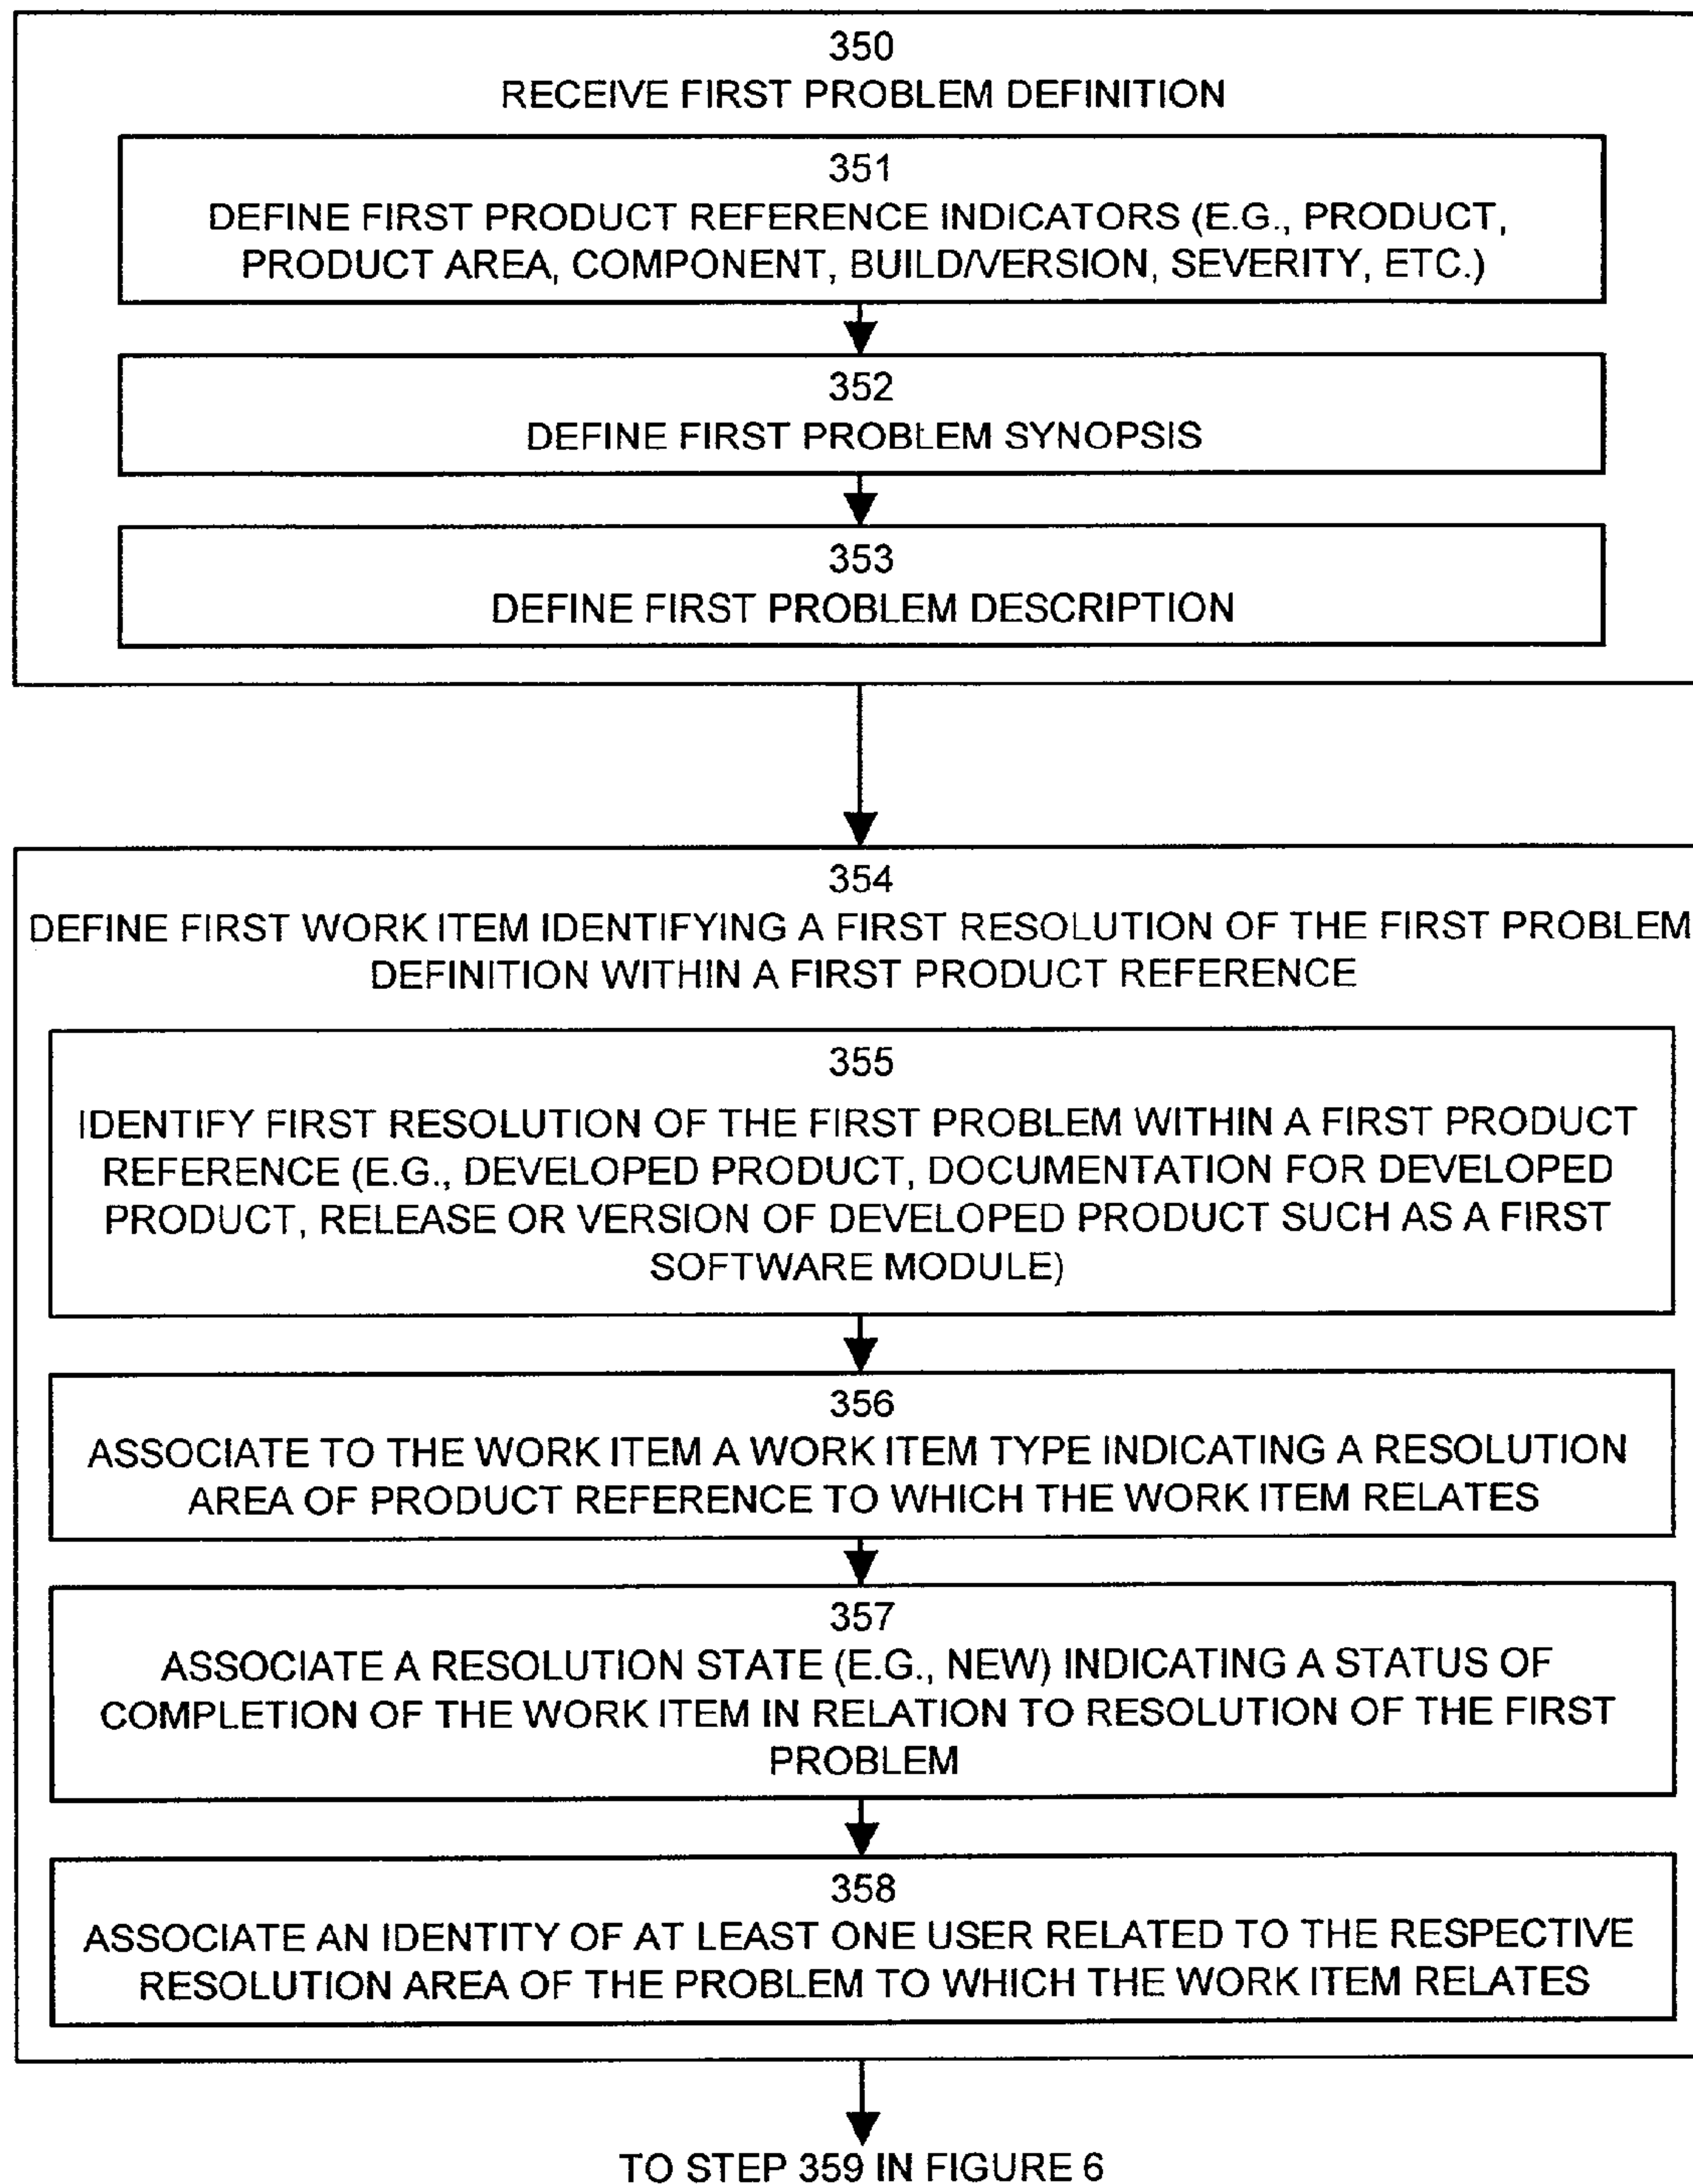 350
RECEIVE FIRST PROBLEM DEFINITION
351
DEFINE FIRST PRODUCT REFERENCE INDICATORS (E.G., PRODUCT,
PRODUCT AREA, COMPONENT, BUILD/VERSION, SEVERITY, ETC.)
352
DEFINE FIRST PROBLEM SYNOPSIS
353
DEFINE FIRST PROBLEM DESCRIPTION
354
DEFINE FIRST WORK ITEM IDENTIFYING A FIRST RESOLUTION OF THE FIRST PROBLEM
DEFINITION WITHIN A FIRST PRODUCT REFERENCE
355
IDENTIFY FIRST RESOLUTION OF THE FIRST PROBLEM WITHIN A FIRST PRODUCT
REFERENCE (E.G., DEVELOPED PRODUCT, DOCUMENTATION FOR DEVELOPED
PRODUCT, RELEASE OR VERSION OF DEVELOPED PRODUCT SUCH AS A FIRST
SOFTWARE MODULE)
356
ASSOCIATE TO THE WORK ITEM A WORK ITEM TYPE INDICATING A RESOLUTION
AREA OF PRODUCT REFERENCE TO WHICH THE WORK ITEM RELATES
357
ASSOCIATE A RESOLUTION STATE (E.G., NEW) INDICATING A STATUS OF
COMPLETION OF THE WORK ITEM IN RELATION TO RESOLUTION OF THE FIRST
PROBLEM
358
ASSOCIATE AN IDENTITY OF AT LEAST ONE USER RELATED TO THE RESPECTIVE
RESOLUTION AREA OF THE PROBLEM TO WHICH THE WORK ITEM RELATES
TO STEP 359 IN FIGURE 6